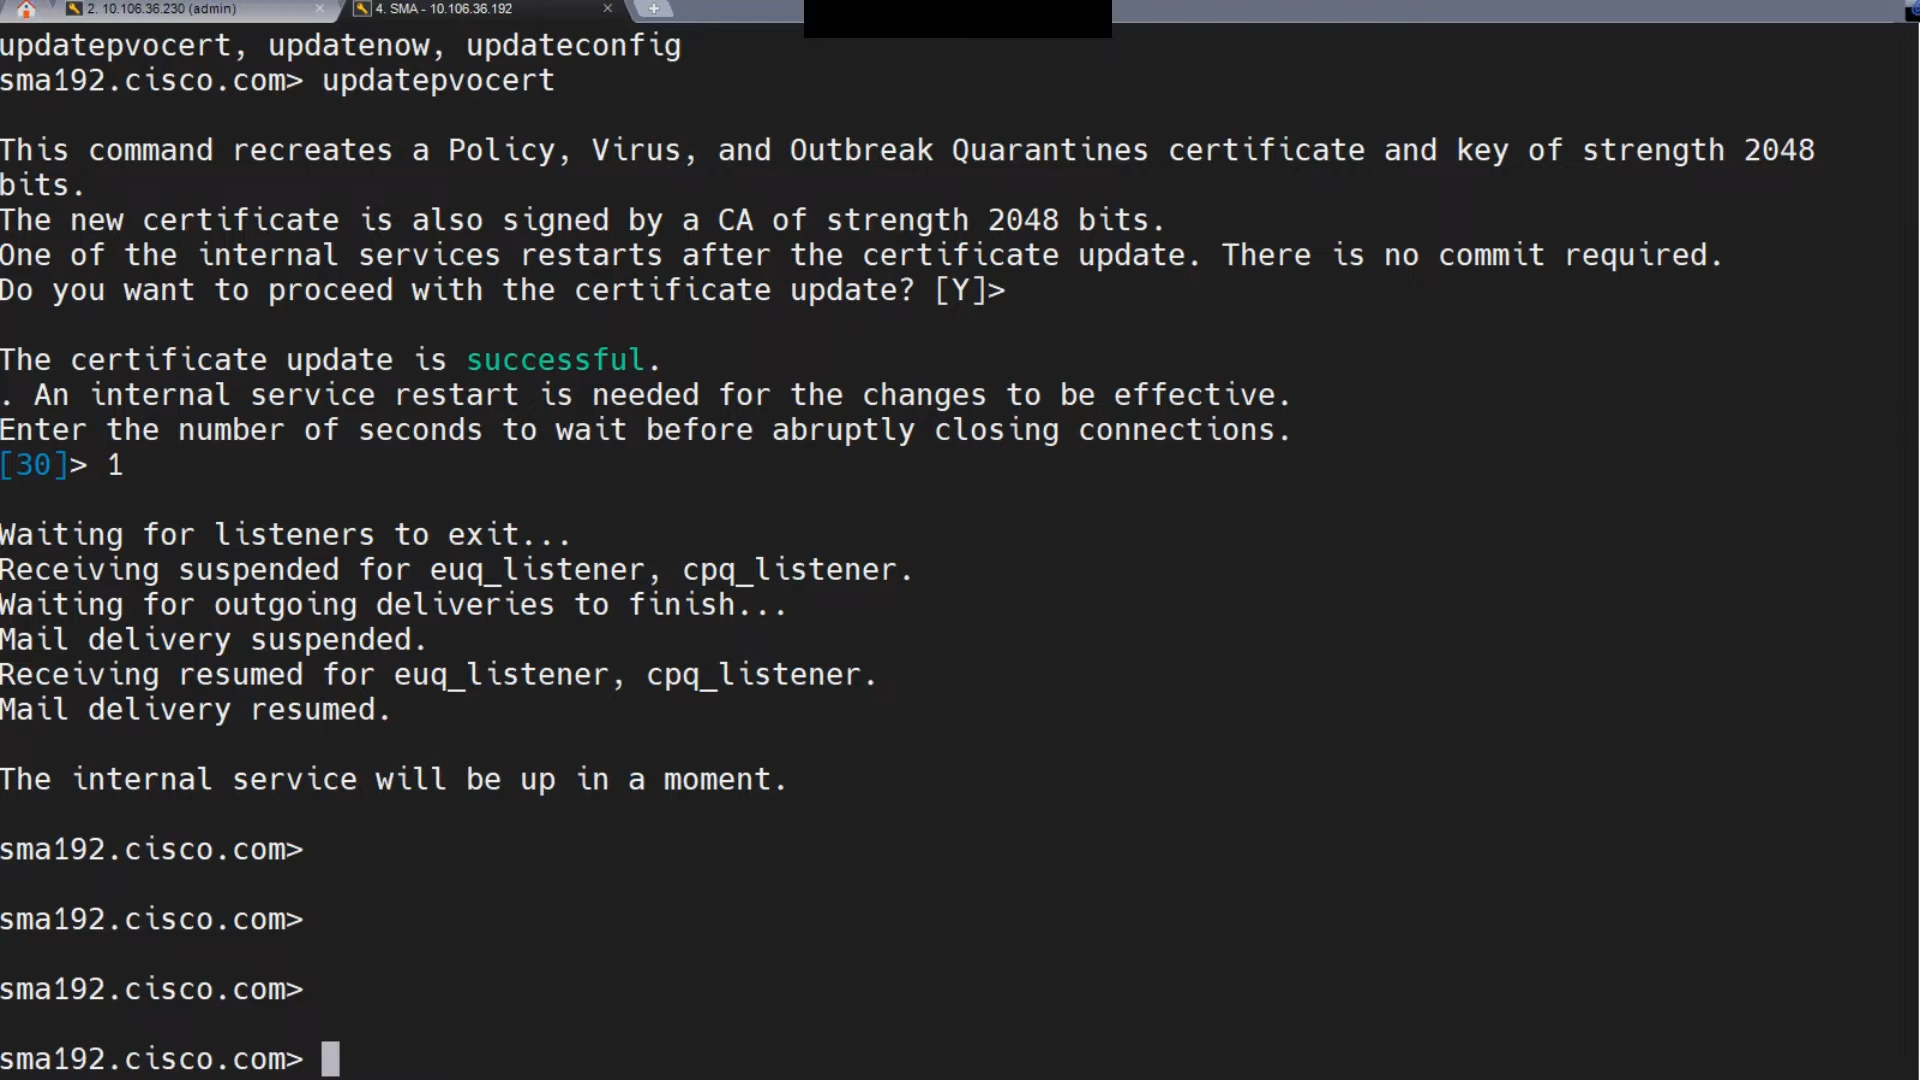 2. 10.106.36.230 (admin)
4. SMA - 10.106.36.192
updatepvocert, updatenow, updateconfig
sma192.cisco.com> updatepvocert
This command recreates a Policy, Virus, and Outbreak Quarantines certificate and key of strength 2048
bits.
The new certificate is also signed by a CA of strength 2048 bits.
One of the internal services restarts after the certificate update. There is no commit required.
Do you want to proceed with the certificate update? [Y]>
The certificate update is successful.
. An internal service restart is needed for the changes to be effective.
Enter the number of seconds to wait before abruptly closing connections.
[30]> 1
Waiting for listeners to exit...
Receiving suspended for euq_listener, cpq_listener.
Waiting for outgoing deliveries to finish...
Mail delivery suspended.
Receiving resumed for euq_listener, cpq_listener.
Mail delivery resumed.
The internal service will be up in a moment.
sma192.cisco.com>
sma192.cisco.com>
sma192.cisco.com>
sma192.cisco.com>